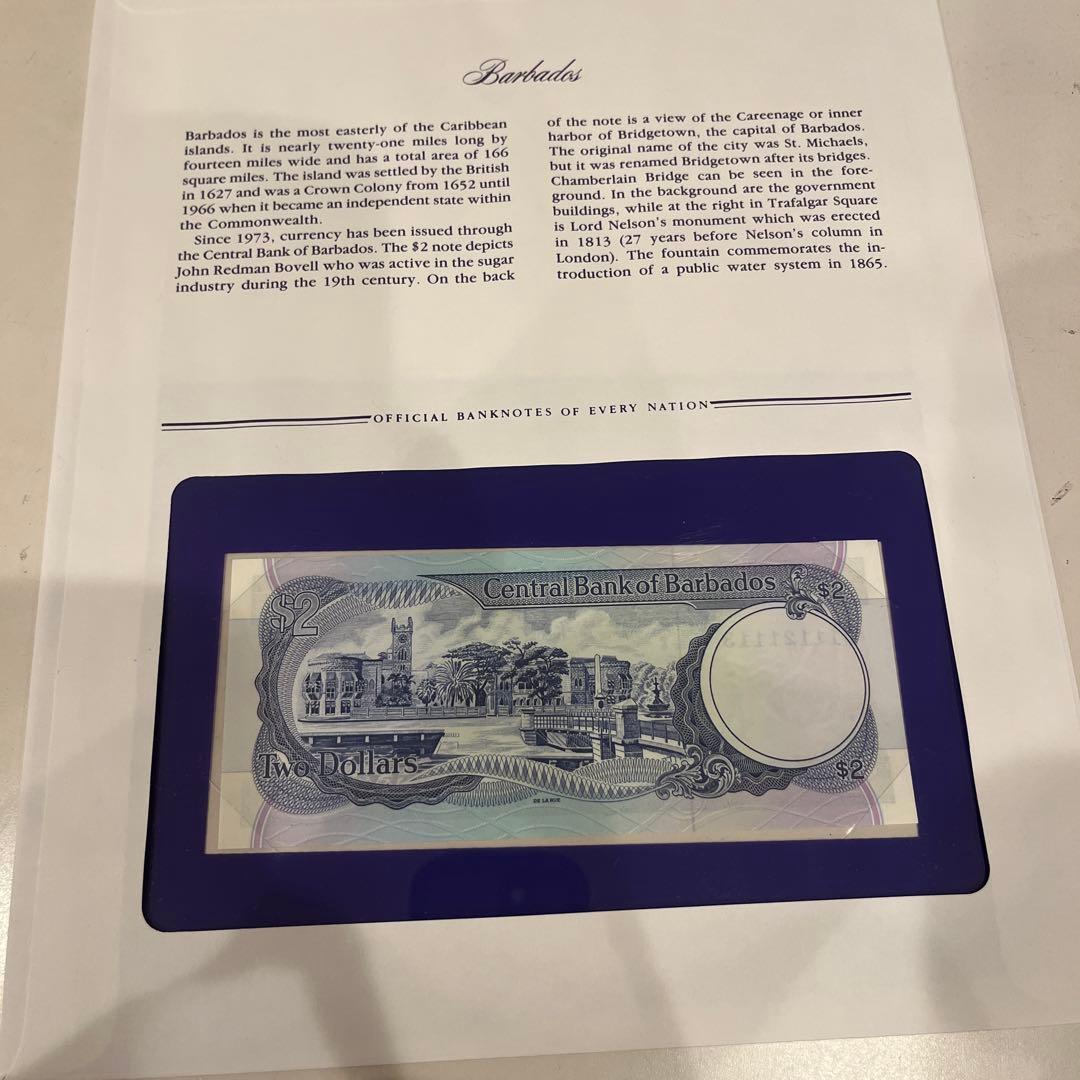 Barbados
Barbados is the most easterly of the Caribbean
islands. It is nearly twenty-one miles long by
fourteen miles wide and has a total area of 166
square miles. The island was settled by the British
in 1627 and was a Crown Colony from 1652 until
1966 when it became an independent state within
the Commonwealth.
Since 1973, currency has been issued through
the Central Bank of Barbados. The $2 note depicts
John Redman Bovell who was active in the sugar
industry during the 19th century. On the back
of the note is a view of the Careenage or inner
harbor of Bridgetown, the capital of Barbados.
The original name of the city was St. Michaels,
but it was renamed Bridgetown after its bridges.
Chamberlain Bridge can be seen in the fore-
ground. In the background are the government
buildings, while at the right in Trafalgar Square
is Lord Nelson's monument which was erected
in 1813 (27 years before Nelson's column in
London). The fountain commemorates the in-
troduction of a public water system in 1865.
OFFICIAL BANKNOTES OF EVERY NATION
Central Bank of Barbados
$2
$2
Two Dollars
$2
DE LA RUE